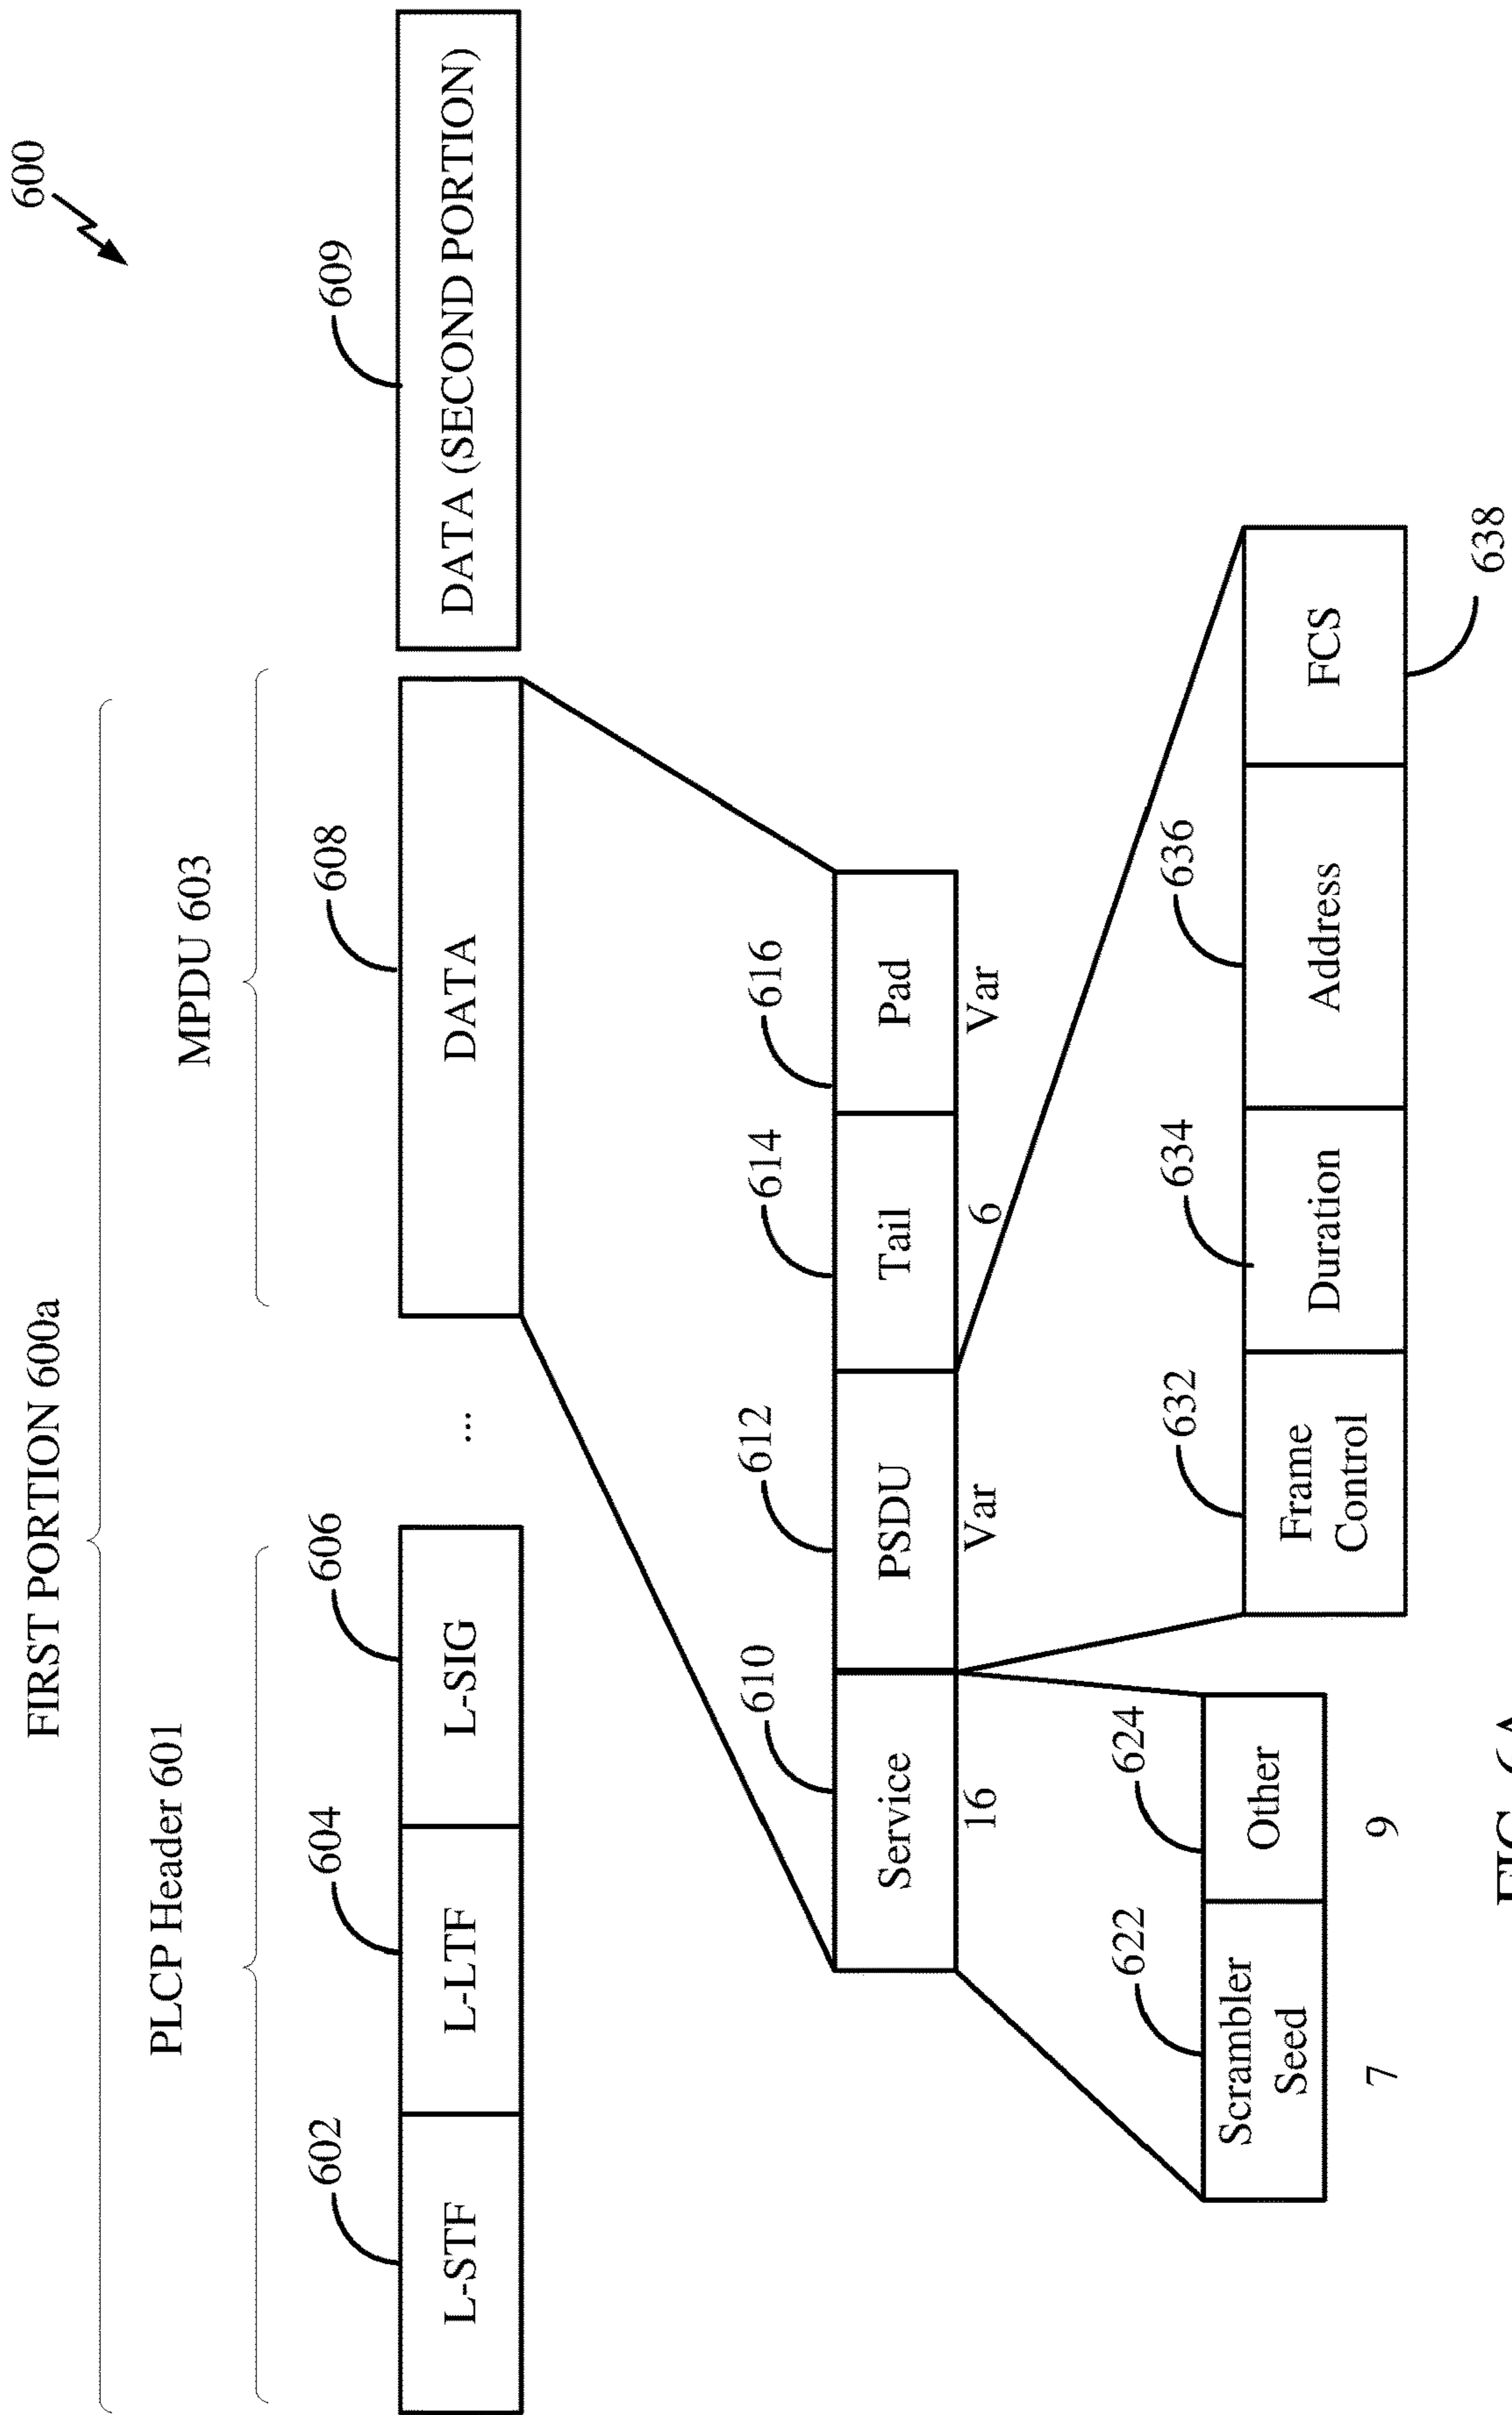 600
FIRST PORTION 600a
PLCP Header 601
MPDU 603
602
604
606
608
609
L-STF
L-LTF
L-SIG
...
DATA
DATA (SECOND PORTION)
610
612
614
616
Service
PSDU
Tail
Pad
16
Var
6
Var
622
624
632
634
636
Scrambler
Seed
Other
Frame
Control
Duration
Address
FCS
7
9
638